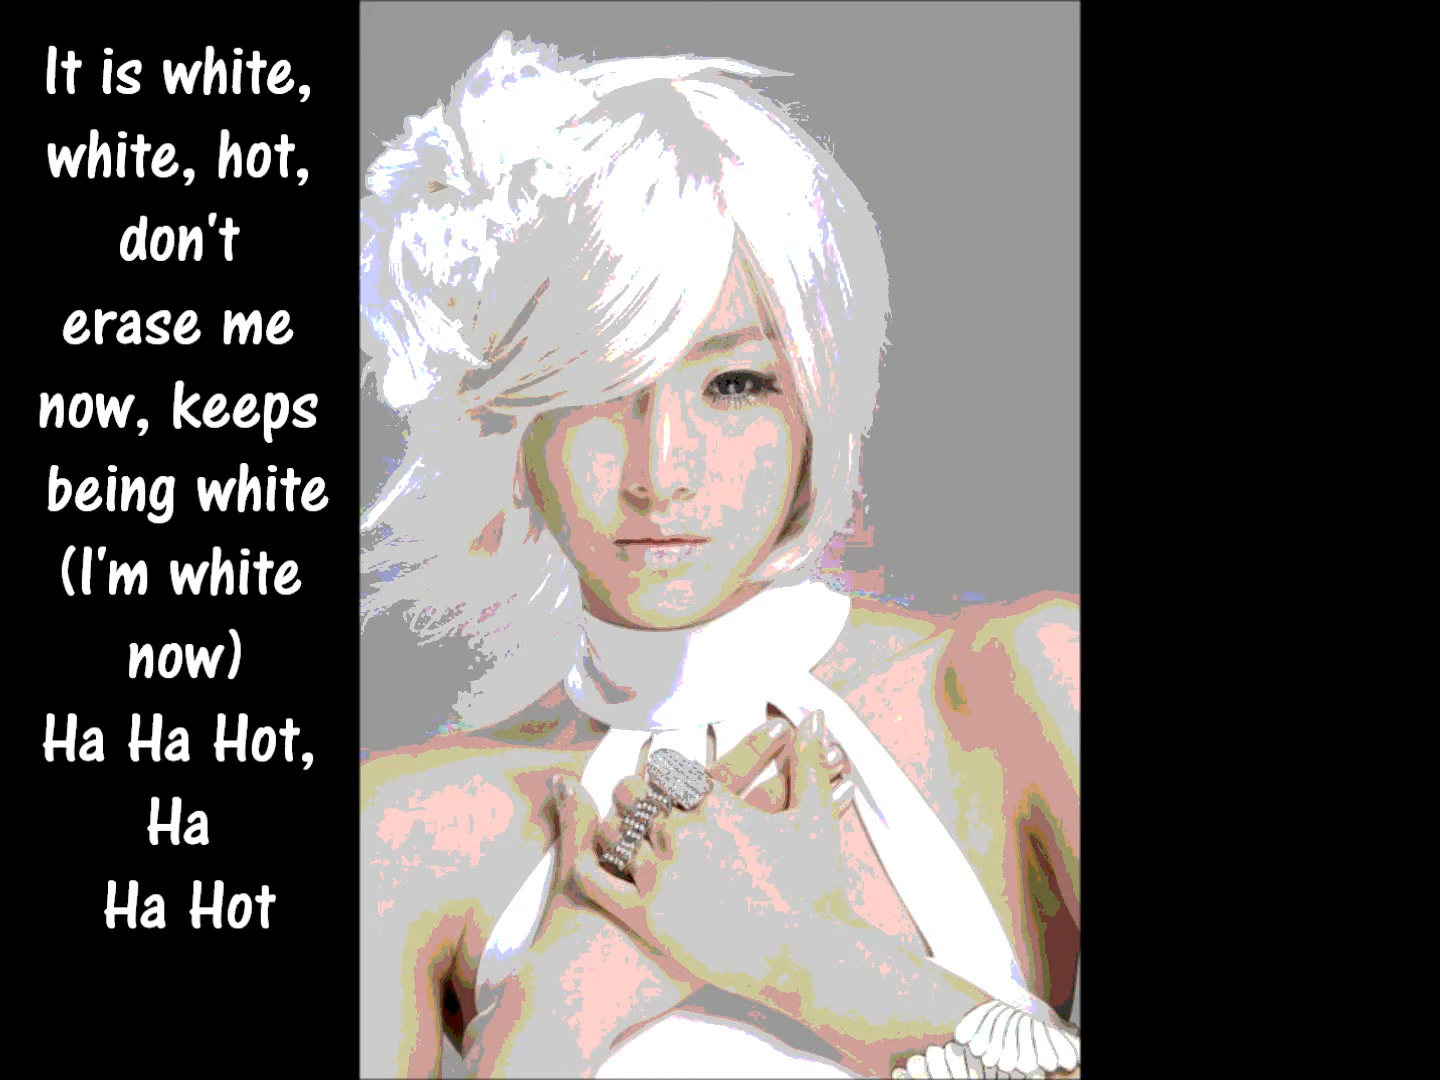 It is white,
white, hot,
don't
erase me
now, keeps
being white
(I'm white
now)
Ha Ha Hot,
Ha
Ha Hot